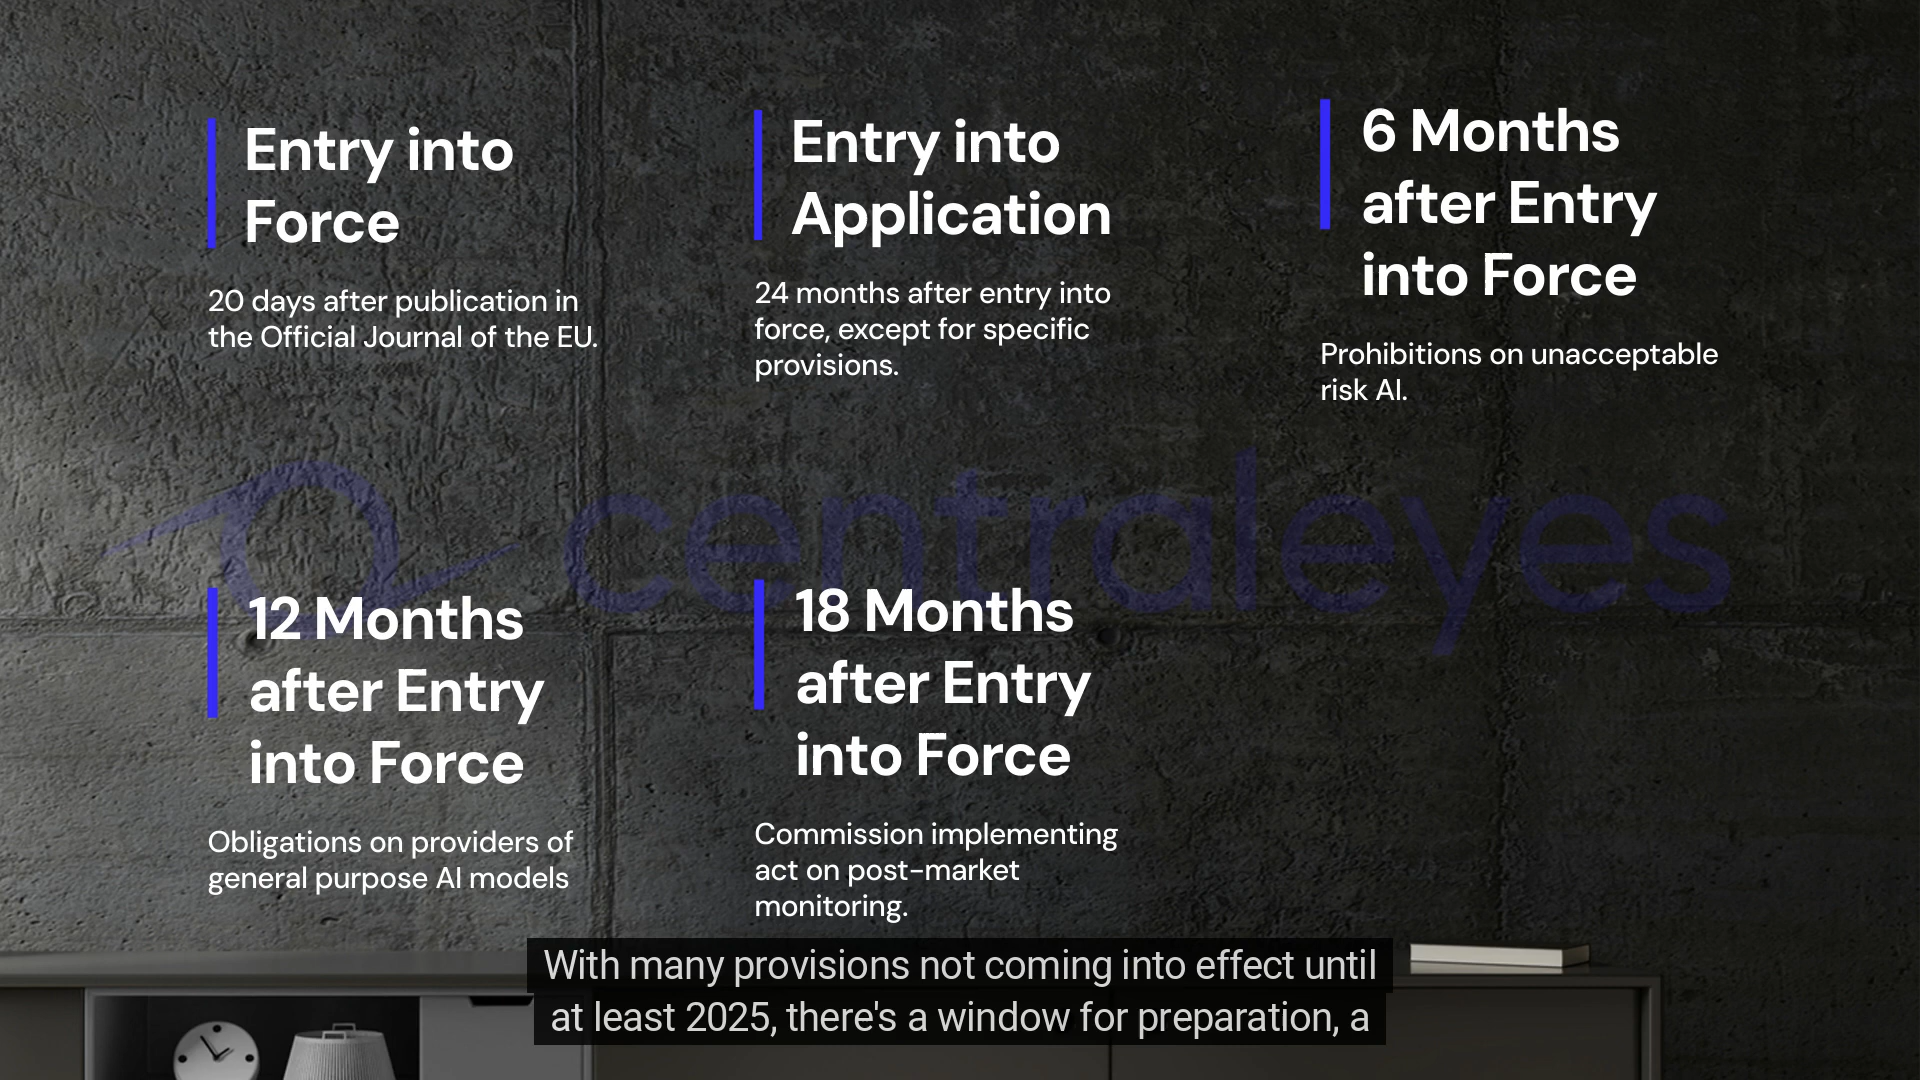 Entry into
Force
20 days after publication in
the Official Journal of the EU.
Entry into
Application
24 months after entry into
force, except for specific
provisions.
6 Months
after Entry
into Force
Prohibitions on unacceptable
risk AI.
centraleyes
12 Months
after Entry
into Force
Obligations on providers of
general purpose AI models
18 Months
after Entry
into Force
Commission implementing
act on post-market
monitoring.
With many provisions not coming into effect until
at least 2025, there's a window for preparation, a